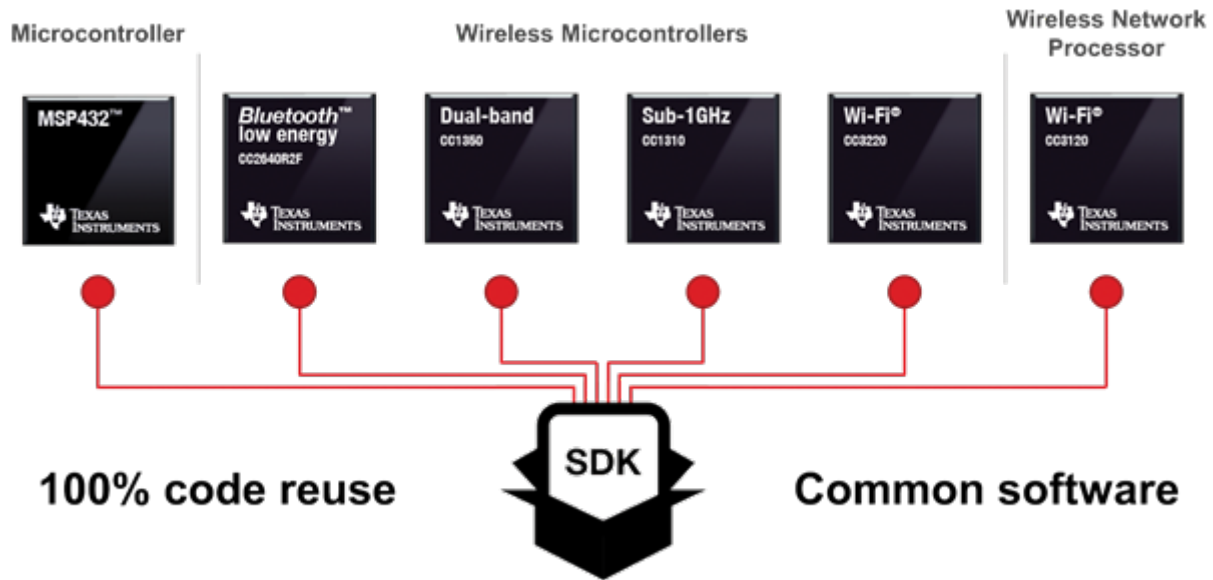 Microcontroller
Wireless Microcontrollers
Wireless Network
Processor
MSP432™
TEXAS
INSTRUMENTS
Bluetooth™
low energy
CC2640R2F
TEXAS
INSTRUMENTS
Dual-band
CC1350
TEXAS
INSTRUMENTS
Sub-1GHz
CC1310
TEXAS
INSTRUMENTS
Wi-Fi®
CC3220
TEXAS
INSTRUMENTS
Wi-Fi®
CC3120
TEXAS
INSTRUMENTS
SDK
100% code reuse
Common software